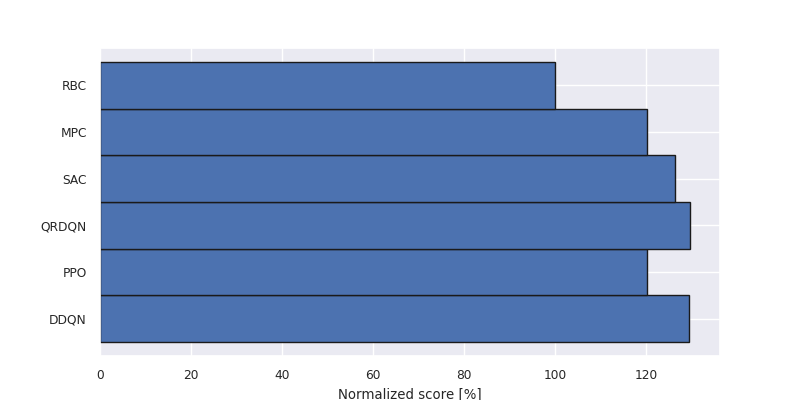 RBC
MPC
SAC
QRDQN
PPO
DDQN
0 20 40 60 80 100 120
Normalized score [%]